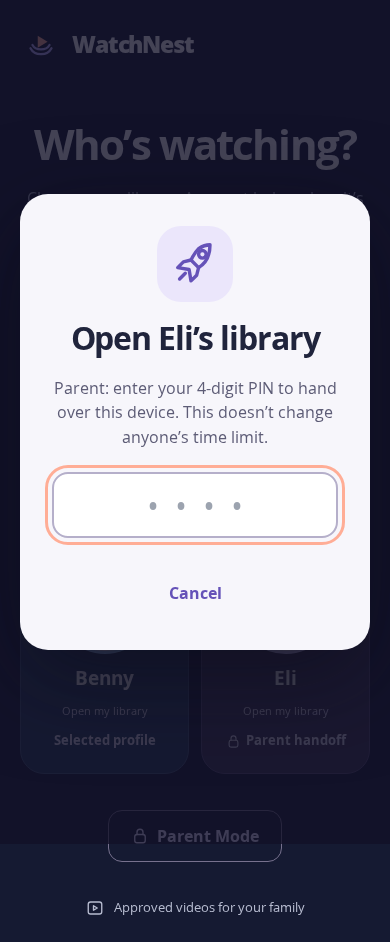 WatchNest
Who’s watching?
Open Eli’s library
Parent: enter your 4-digit PIN to hand
over this device. This doesn’t change
anyone’s time limit.
Cancel
Benny
Eli
Open my library
Open my library
Selected profile
Parent handoff
Parent Mode
Approved videos for your family